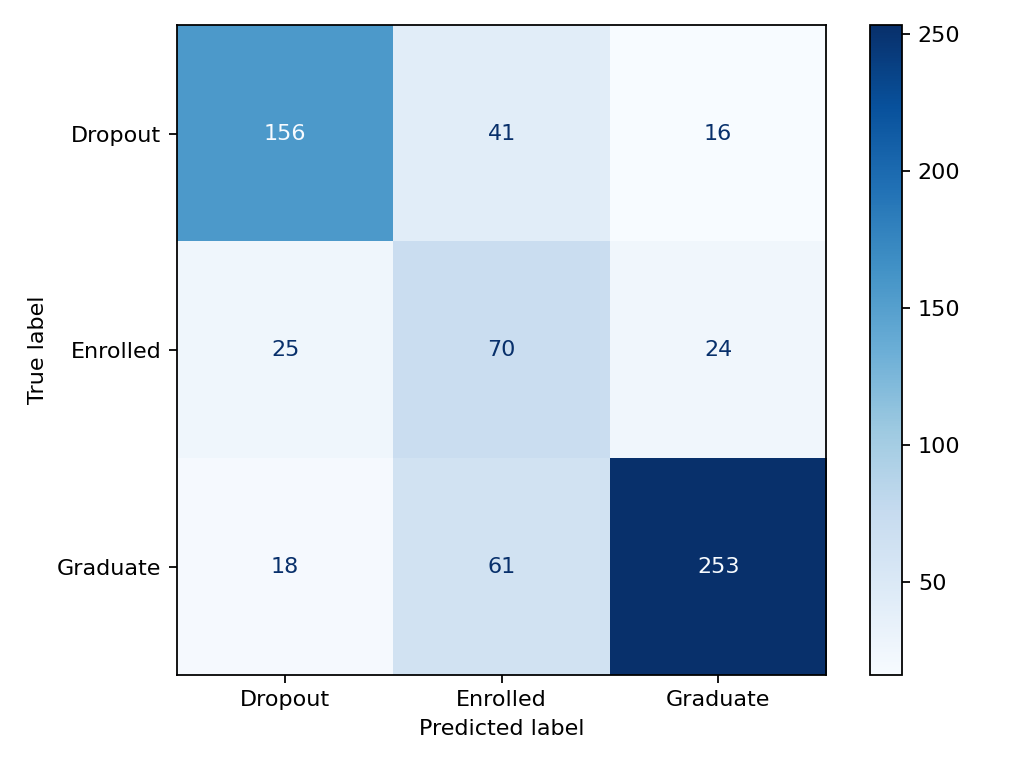 Dropout
156
41
16
Enrolled
25
70
24
Graduate
18
61
253
Dropout
Enrolled
Graduate
Predicted label
True label
250
200
150
100
50